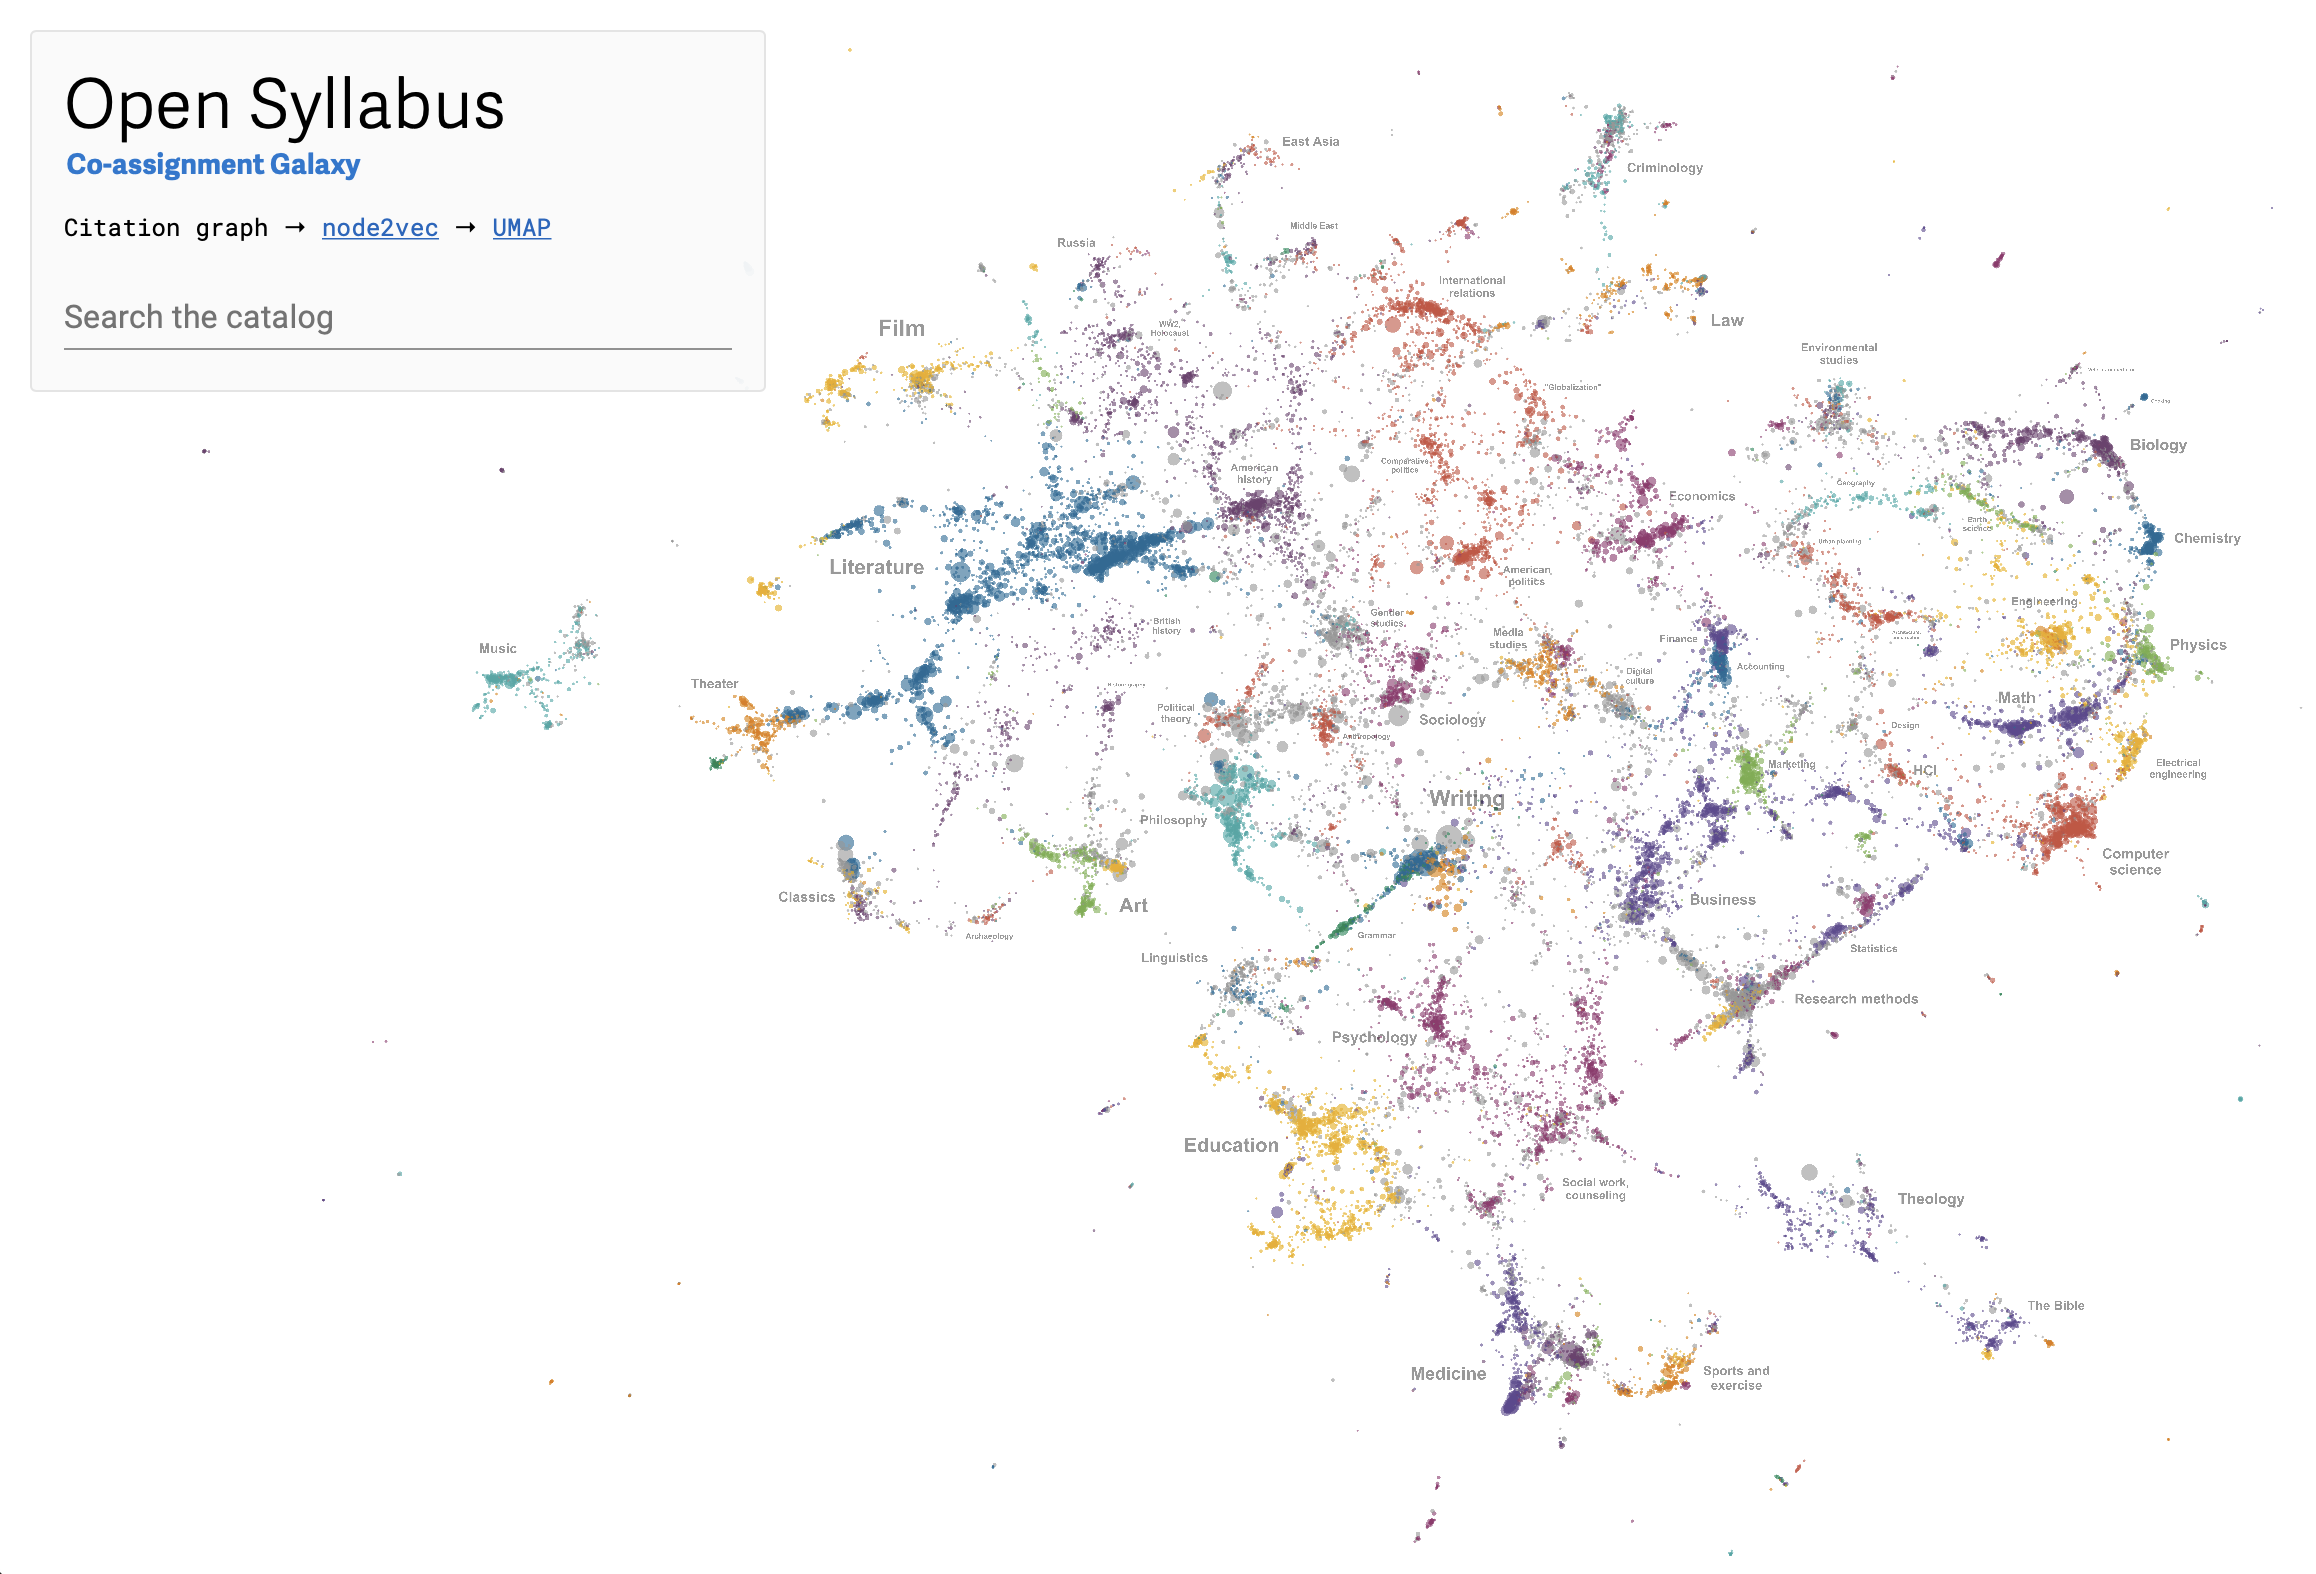 Open Syllabus
Co-assignment Galaxy
Citation graph → node2vec → UMAP
Search the catalog
East Asia
Criminology
Middle East
Russia
International
relations
Film
WW2,
Holocaust
Law
Environmental
studies
"Globalization"
Biology
Comparative
politics
American
history
Geography
Economics
Earth
science
Chemistry
Urban planning
Literature
American
politics
Engineering
Gender
studies
British
history
Media
studies
Finance
Physics
Music
Accounting
Digital
culture
Theater
Math
Political
theory
Sociology
Anthropology
Design
Marketing
HCI
Electrical
engineering
Writing
Philosophy
Computer
science
Classics
Art
Business
Archaeology
Grammar
Statistics
Linguistics
Research methods
Psychology
Education
Social work,
counseling
Theology
The Bible
Medicine
Sports and
exercise